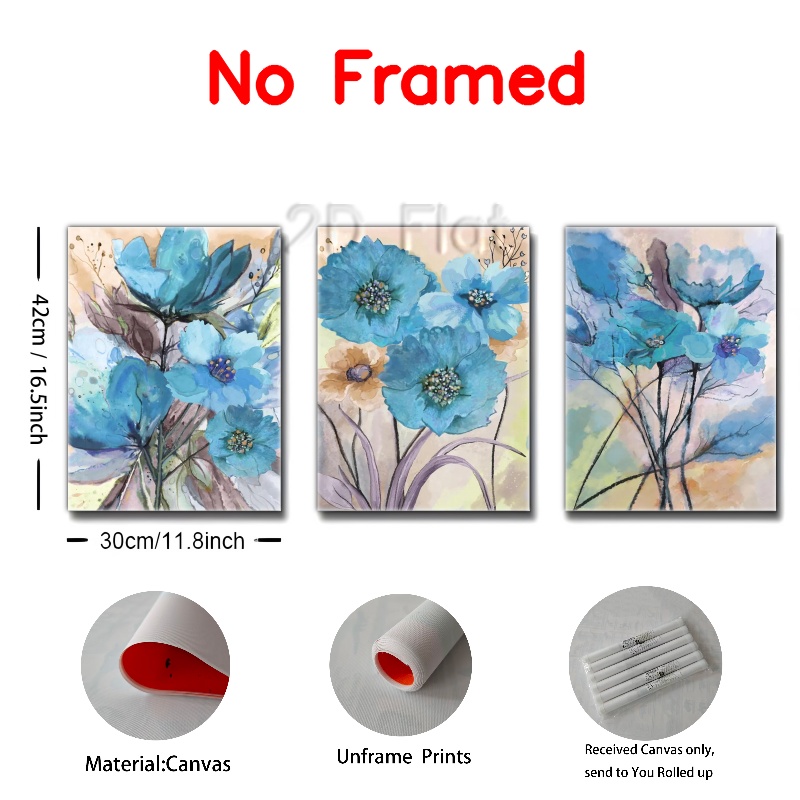 No Framed
2D Flat
42cm / 16.5inch
30cm/11.8inch
Material:Canvas
Unframe Prints
Received Canvas only,
send to You Rolled up